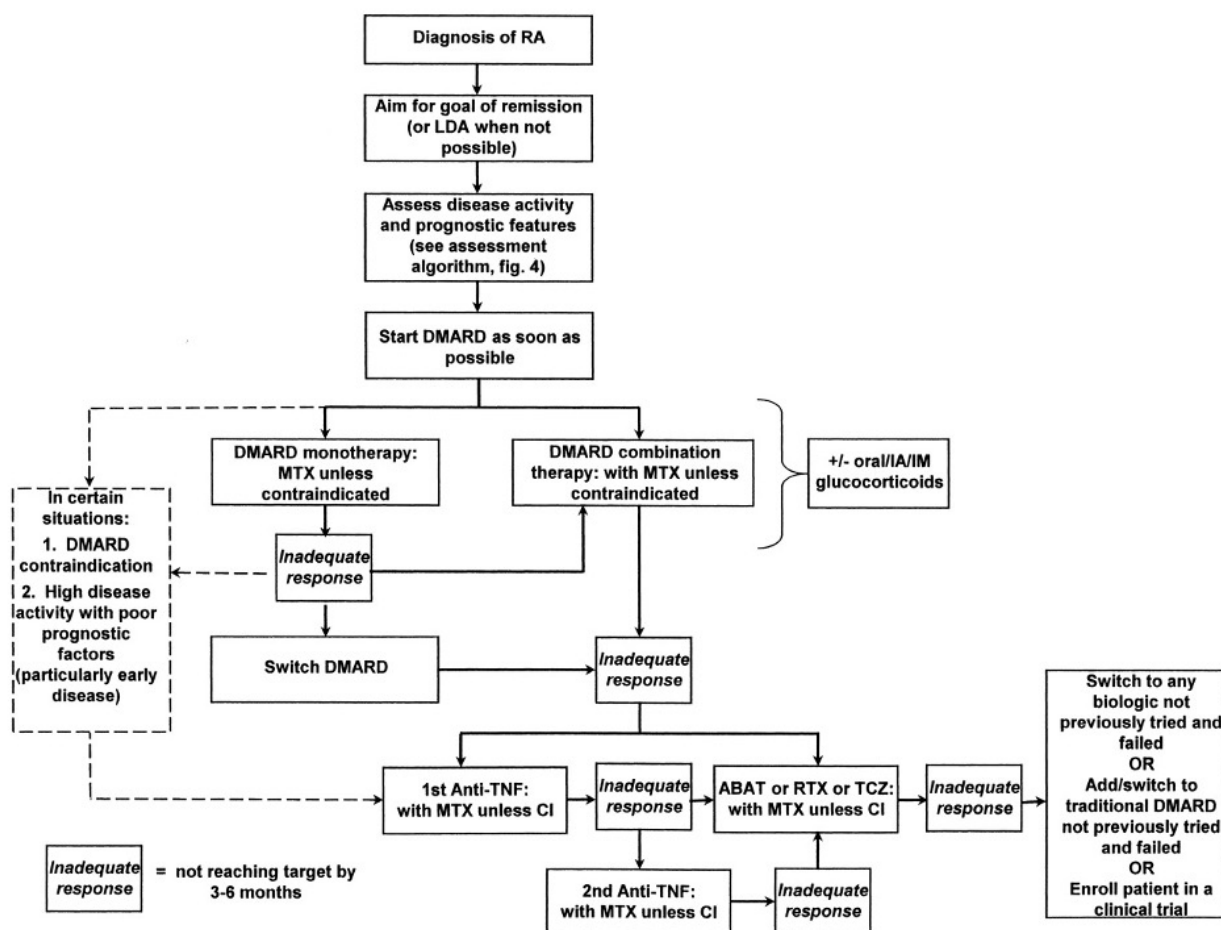 Diagnosis of RA
Aim for goal of remission
(or LDA when not
possible)
Assess disease activity
and prognostic features
(see assessment
algorithm, fig. 4)
Start DMARD as soon as
possible
DMARD monotherapy:
MTX unless
contraindicated
DMARD combination
therapy: with MTX unless
contraindicated
+/- oral/IA/IM
glucocorticoids
In certain
situations:
1. DMARD
contraindication
2. High disease
activity with poor
prognostic
factors
(particularly early
disease)
Inadequate
response
Switch DMARD
Inadequate
response
1st Anti-TNF:
with MTX unless CI
Inadequate
response
ABAT or RTX or TCZ:
with MTX unless CI
Inadequate
response
Switch to any
biologic not
previously tried and
failed
OR
Add/switch to
traditional DMARD
not previously tried
and failed
OR
Enroll patient in a
clinical trial
2nd Anti-TNF:
with MTX unless CI
Inadequate
response
Inadequate
response
= not reaching target by
3-6 months